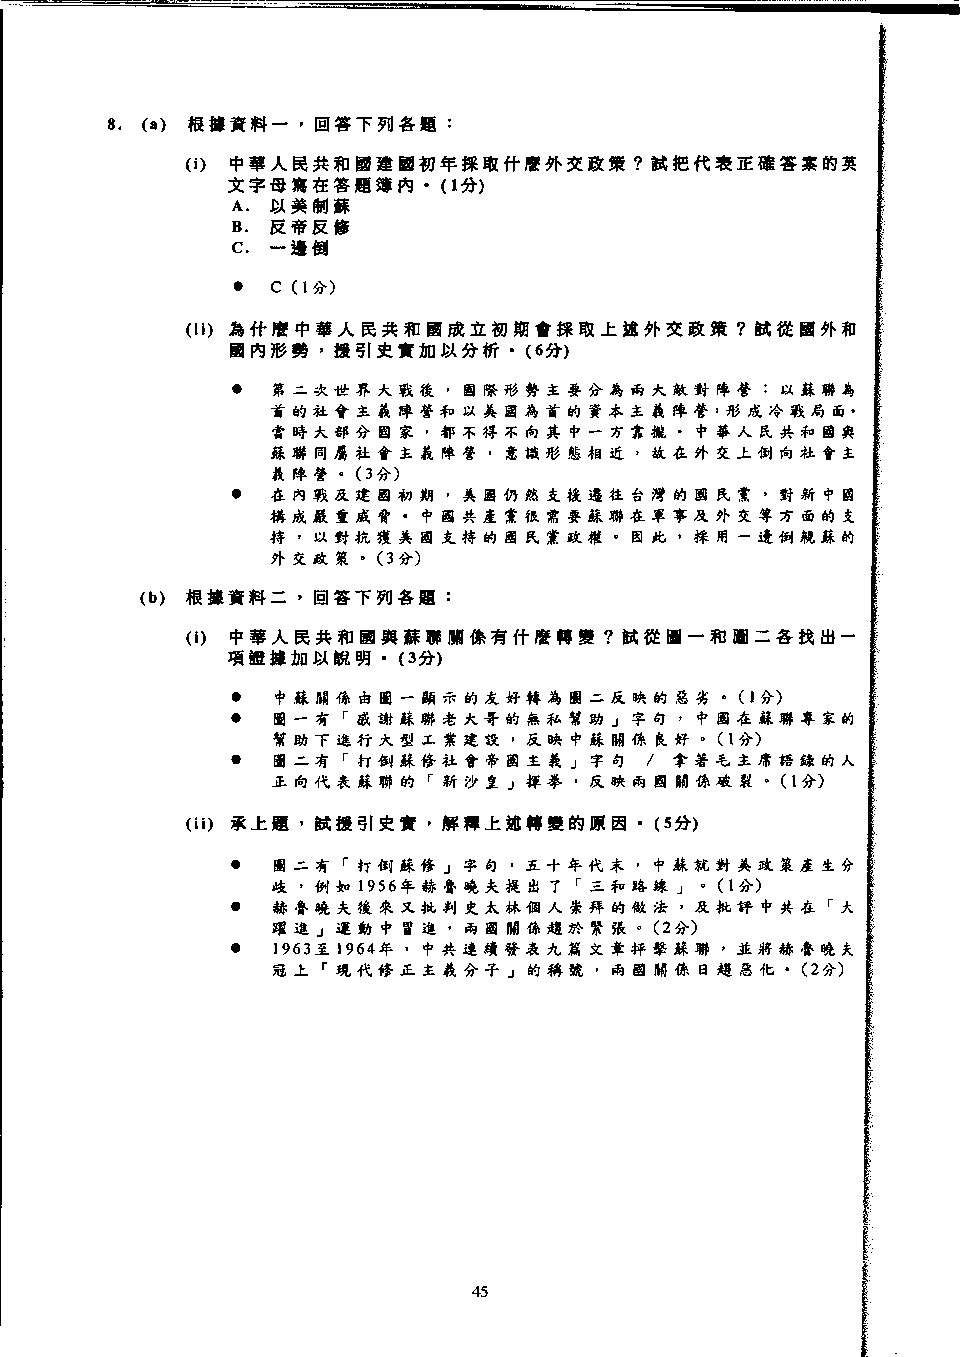 8. (a) 根據資料一，回答下列各題：
(i) 中華人民共和國建國初年採取什麼外交政策？試把代表正確答案的英
文字母寫在答題簿內。(1分)
A. 以美制蘇
B. 反帝反修
C. 一邊倒
● C (1分)
(ii) 為什麼中華人民共和國成立初期會採取上述外交政策？試從國外和
國內形勢，援引史實加以分析。(6分)
● 第二次世界大戰後，國際形勢主要分為兩大敵對陣營：以蘇聯為
首的社會主義陣營和以美國為首的資本主義陣營，形成冷戰局面。
當時大部分國家，都不得不向其中一方靠攏。中華人民共和國與
蘇聯同屬社會主義陣營，意識形態相近，故在外交上倒向社會主
義陣營。(3分)
● 在內戰及建國初期，美國仍然支援遷往台灣的國民黨，對新中國
構成嚴重威脅。中國共產黨很需要蘇聯在軍事及外交等方面的支
持，以對抗獲美國支持的國民黨政權。因此，採用一邊倒親蘇的
外交政策。(3分)
(b) 根據資料二，回答下列各題：
(i) 中華人民共和國與蘇聯關係有什麼轉變？試從圖一和圖二各找出一
項證據加以說明。(3分)
● 中蘇關係由圖一顯示的友好轉為圖二反映的惡劣。(1分)
● 圖一有「感謝蘇聯老大哥的無私幫助」字句，中國在蘇聯專家的
幫助下進行大型工業建設，反映中蘇關係良好。(1分)
● 圖二有「打倒蘇修社會帝國主義」字句 / 拿著毛主席語錄的人
正向代表蘇聯的「新沙皇」揮拳，反映兩國關係破裂。(1分)
(ii) 承上題，試援引史實，解釋上述轉變的原因。(5分)
● 圖二有「打倒蘇修」字句，五十年代末，中蘇就對美政策產生分
歧，例如1956年赫魯曉夫提出了「三和路線」。(1分)
● 赫魯曉夫後來又批判史太林個人崇拜的做法，及批評中共在「大
躍進」運動中冒進，兩國關係趨於緊張。(2分)
● 1963至1964年，中共連續發表九篇文章抨擊蘇聯，並將赫魯曉夫
冠上「現代修正主義分子」的稱號，兩國關係日趨惡化。(2分)
45